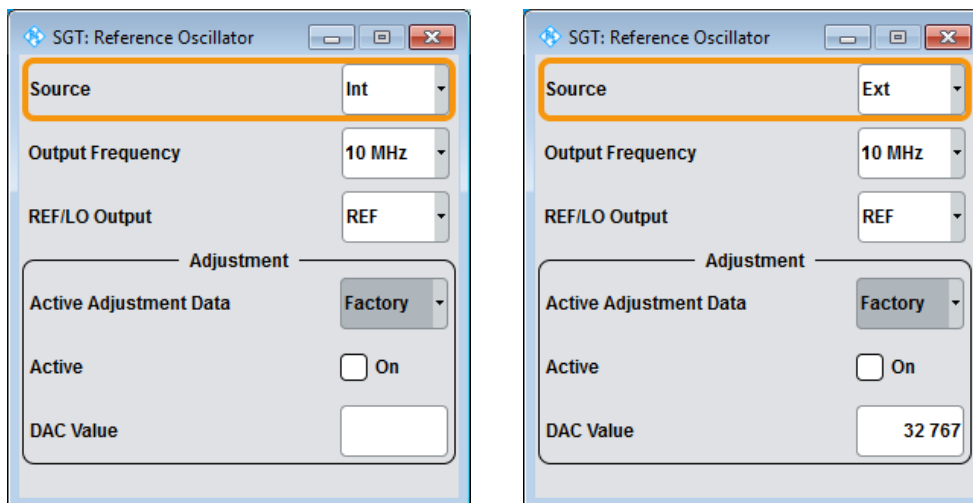 SGT: Reference Oscillator
Source Int
Output Frequency 10 MHz
REF/LO Output REF
Adjustment
Active Adjustment Data Factory
Active On
DAC Value
SGT: Reference Oscillator
Source Ext
Output Frequency 10 MHz
REF/LO Output REF
Adjustment
Active Adjustment Data Factory
Active On
DAC Value 32 767